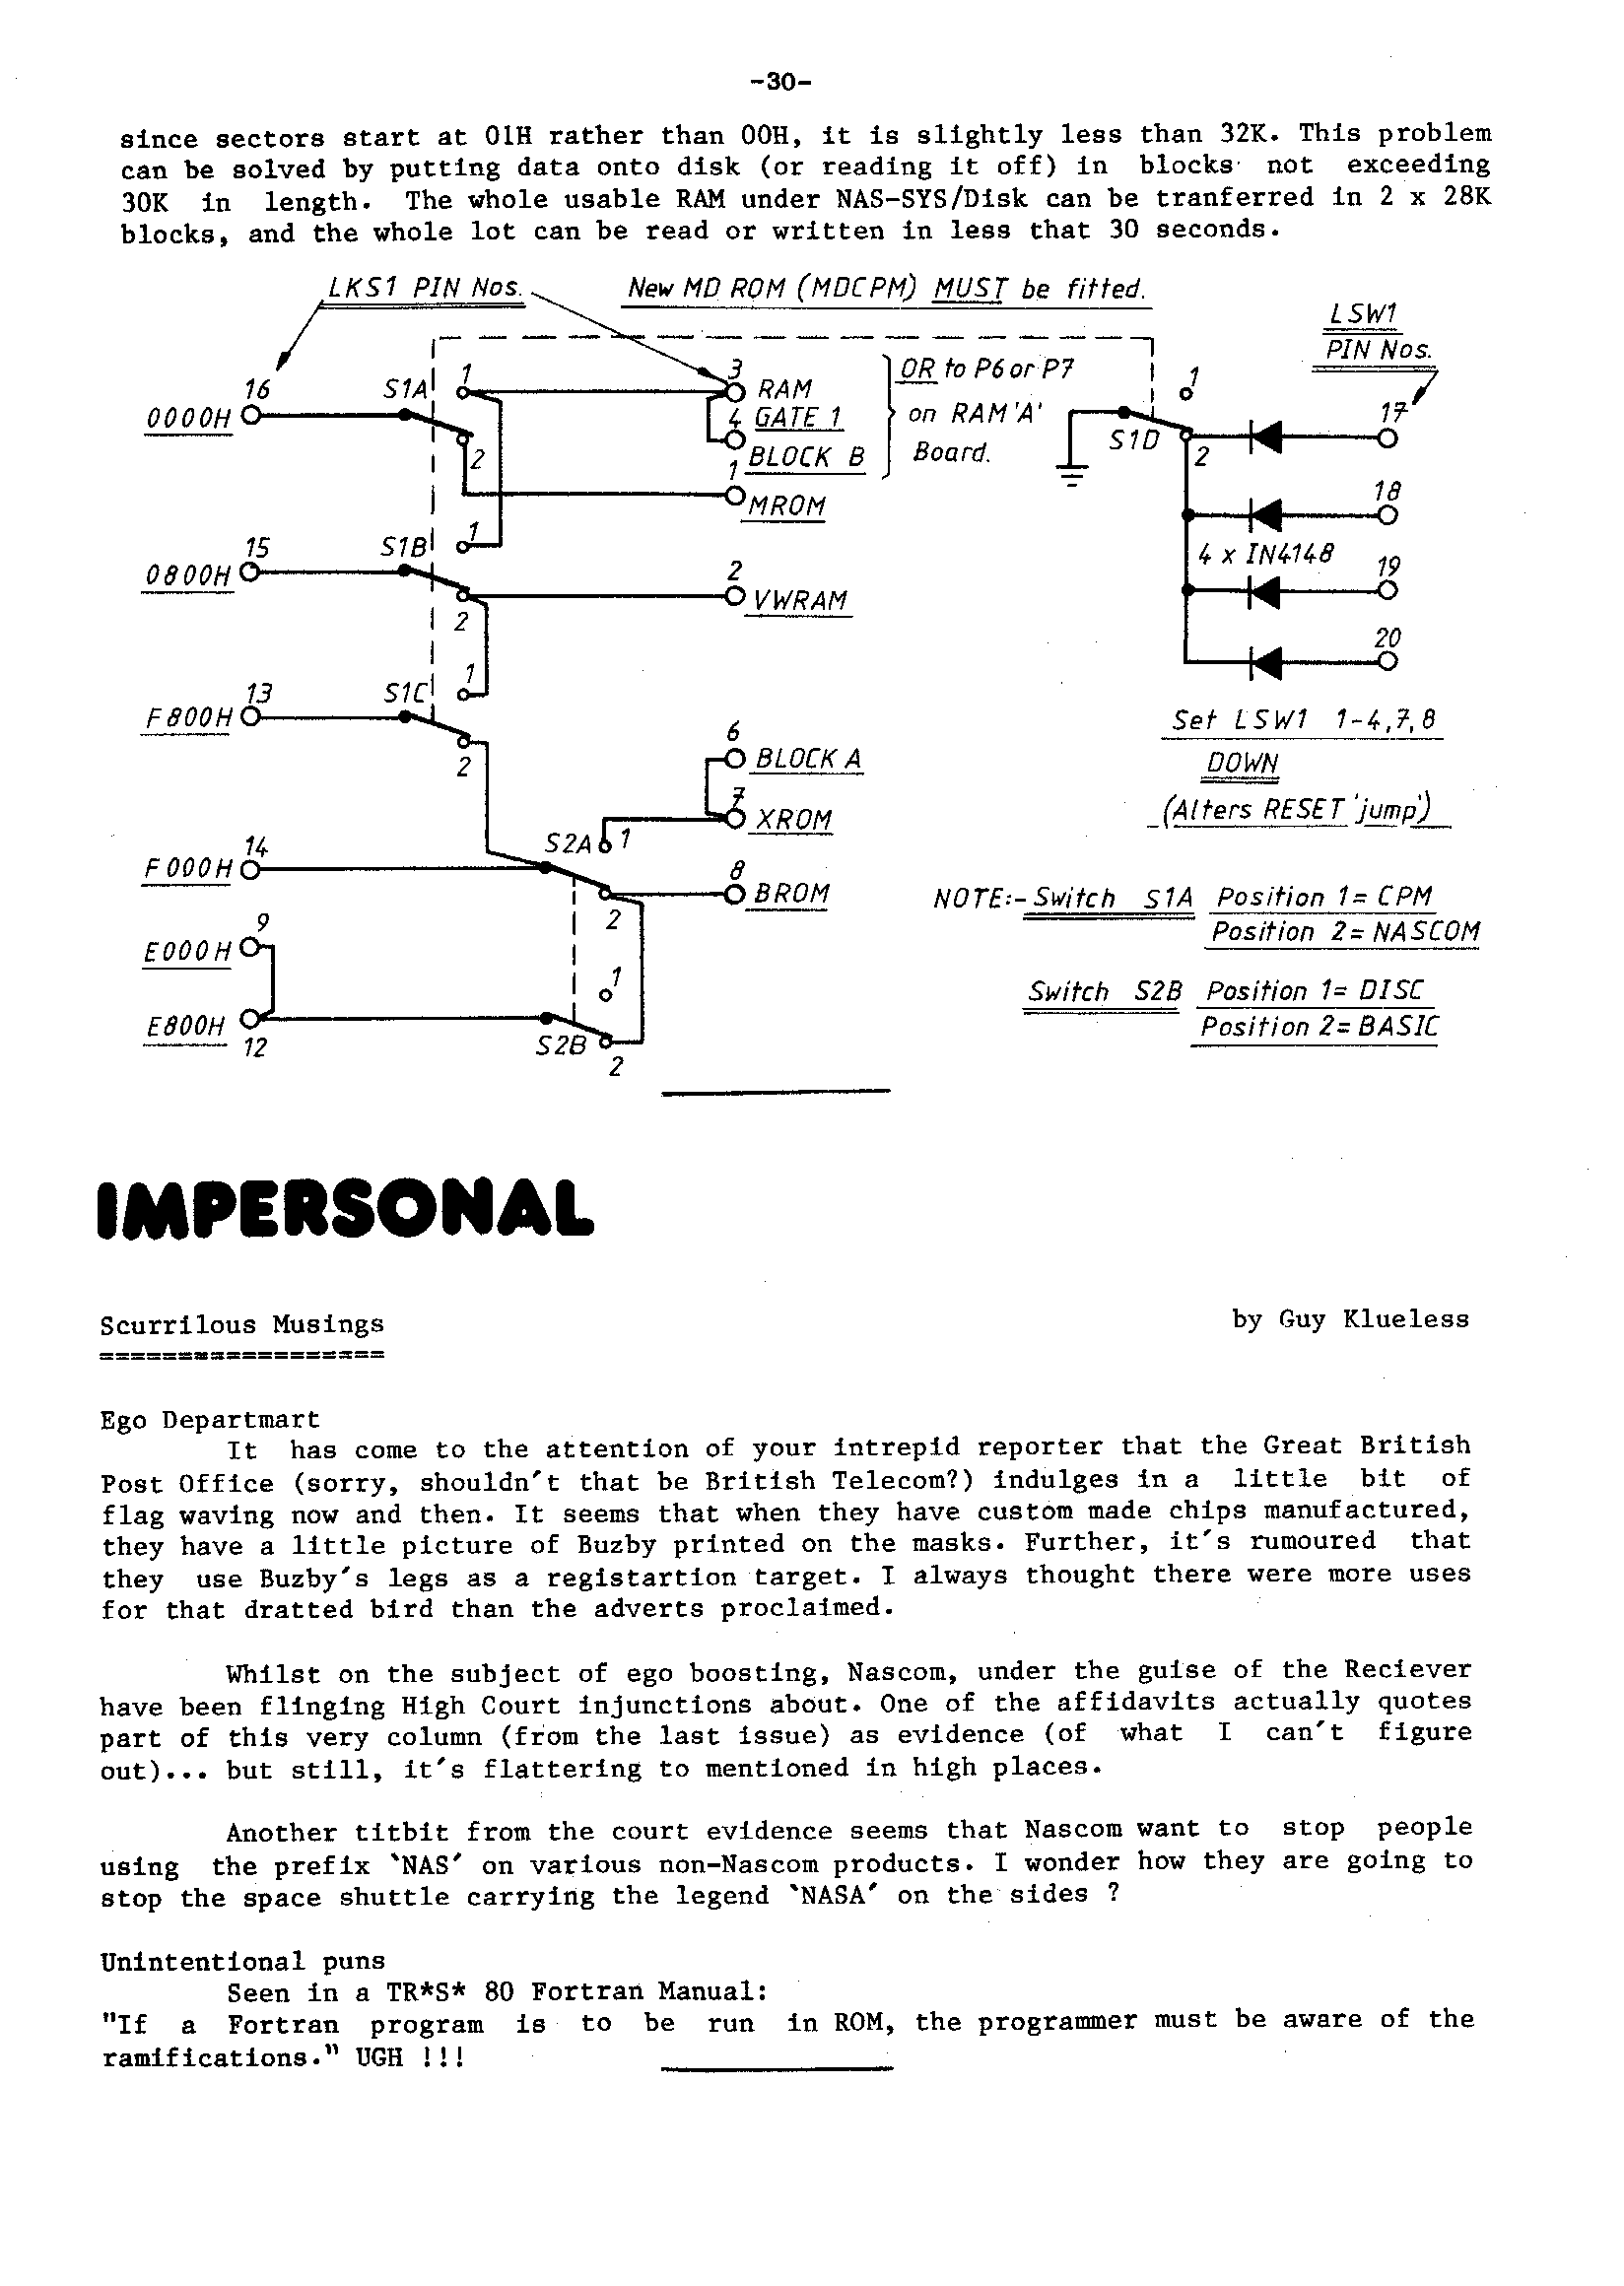 -30-
since sectors start at 01H rather than 00H, it is slightly less than 32K. This problem
can be solved by putting data onto disk (or reading it off) in blocks not exceeding
30K in length. The whole usable RAM under NAS-SYS/Disk can be tranferred in 2 x 28K
blocks, and the whole lot can be read or written in less that 30 seconds.
LKS1 PIN Nos.
New MD ROM (MDCPM) MUST be fitted.
LSW1
PIN Nos.
16
0000H
S1A
1
2
3
RAM
4
GATE 1
BLOCK B
1
MROM
OR to P6 or P7
on RAM 'A'
Board.
S1D
1
2
17
18
4 x IN4148
19
20
15
0800H
S1B
1
2
2
VWRAM
13
F800H
S1C
1
2
6
BLOCK A
7
XROM
Set LSW1 1-4,7,8
DOWN
(Alters RESET 'jump')
14
F000H
S2A
1
2
8
BROM
9
E000H
E800H
12
1
S2B
2
NOTE:- Switch S1A Position 1= CPM
Position 2= NASCOM
Switch S2B Position 1= DISC
Position 2= BASIC
IMPERSONAL
Scurrilous Musings
by Guy Klueless
==================
Ego Departmart
It has come to the attention of your intrepid reporter that the Great British
Post Office (sorry, shouldn't that be British Telecom?) indulges in a little bit of
flag waving now and then. It seems that when they have custom made chips manufactured,
they have a little picture of Buzby printed on the masks. Further, it's rumoured that
they use Buzby's legs as a registartion target. I always thought there were more uses
for that dratted bird than the adverts proclaimed.
Whilst on the subject of ego boosting, Nascom, under the guise of the Reciever
have been flinging High Court injunctions about. One of the affidavits actually quotes
part of this very column (from the last issue) as evidence (of what I can't figure
out)... but still, it's flattering to mentioned in high places.
Another titbit from the court evidence seems that Nascom want to stop people
using the prefix `NAS' on various non-Nascom products. I wonder how they are going to
stop the space shuttle carrying the legend `NASA' on the sides ?
Unintentional puns
Seen in a TR*S* 80 Fortran Manual:
"If a Fortran program is to be run in ROM, the programmer must be aware of the
ramifications." UGH !!!